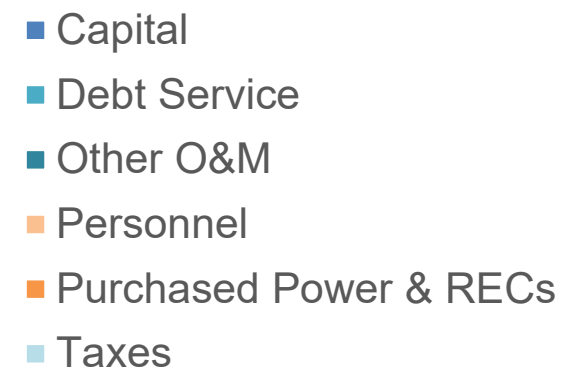 Capital
Debt Service
Other O&M
Personnel
Purchased Power & RECs
Taxes